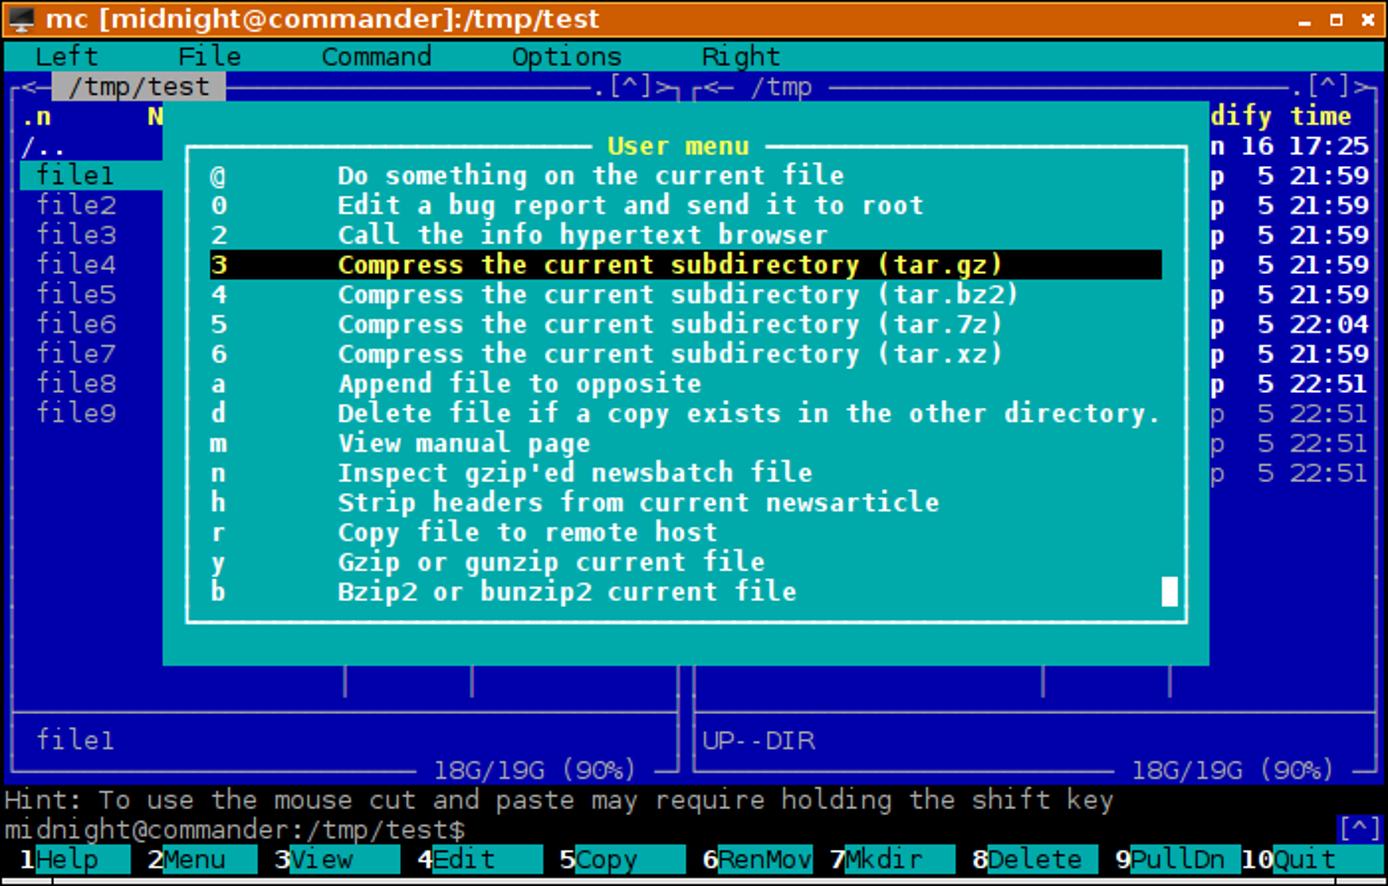 mc [midnight@commander]:/tmp/test
Left File Command Options Right
<- /tmp/test .[^]> <- /tmp .[^]>
.n N dify time
/.. n 16 17:25
User menu
file1 @ Do something on the current file p 5 21:59
file2 0 Edit a bug report and send it to root p 5 21:59
file3 2 Call the info hypertext browser p 5 21:59
file4 3 Compress the current subdirectory (tar.gz) p 5 21:59
file5 4 Compress the current subdirectory (tar.bz2) p 5 21:59
file6 5 Compress the current subdirectory (tar.7z) p 5 22:04
file7 6 Compress the current subdirectory (tar.xz) p 5 21:59
file8 a Append file to opposite p 5 22:51
file9 d Delete file if a copy exists in the other directory. p 5 22:51
m View manual page p 5 22:51
n Inspect gzip'ed newsbatch file p 5 22:51
h Strip headers from current newsarticle
r Copy file to remote host
y Gzip or gunzip current file
b Bzip2 or bunzip2 current file
file1 UP--DIR
18G/19G (90%) 18G/19G (90%)
Hint: To use the mouse cut and paste may require holding the shift key
midnight@commander:/tmp/test$ [^]
1Help 2Menu 3View 4Edit 5Copy 6RenMov 7Mkdir 8Delete 9PullDn 10Quit